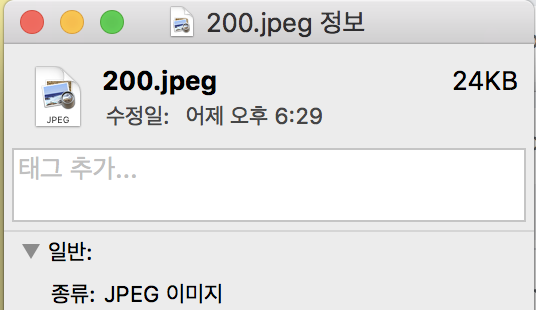 200.jpeg 정보
JPEG
200.jpeg 24KB
수정일: 어제 오후 6:29
태그 추가...
일반:
종류: JPEG 이미지